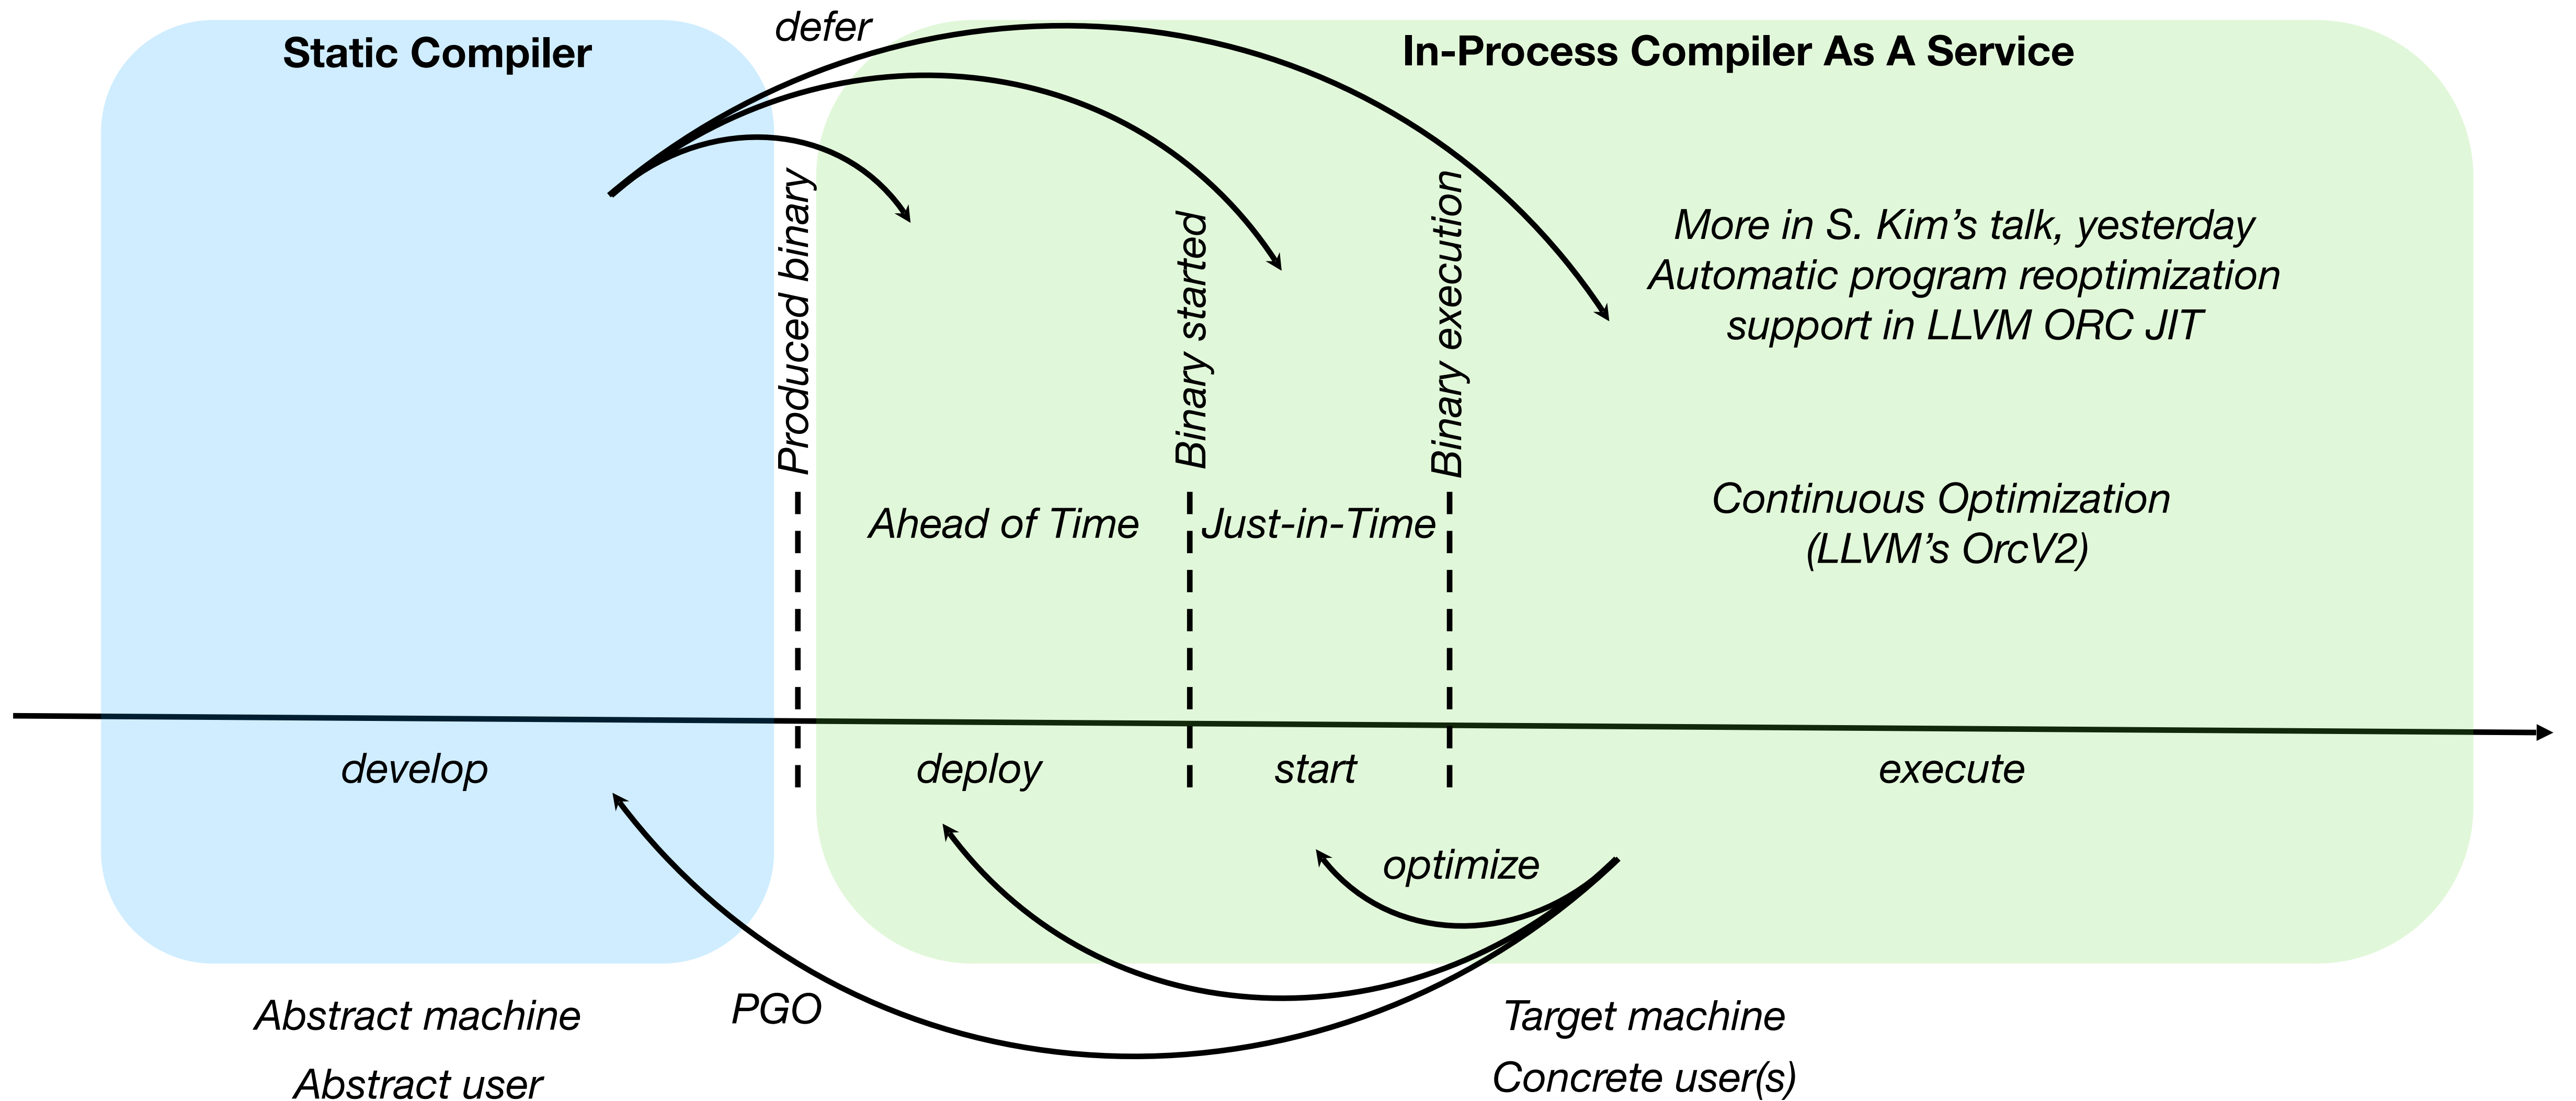 defer
Static Compiler
In-Process Compiler As A Service
Produced binary
Binary started
Binary execution
More in S. Kim’s talk, yesterday
Automatic program reoptimization
support in LLVM ORC JIT
Ahead of Time
Just-in-Time
Continuous Optimization
(LLVM’s OrcV2)
develop
deploy
start
execute
optimize
PGO
Abstract machine
Abstract user
Target machine
Concrete user(s)